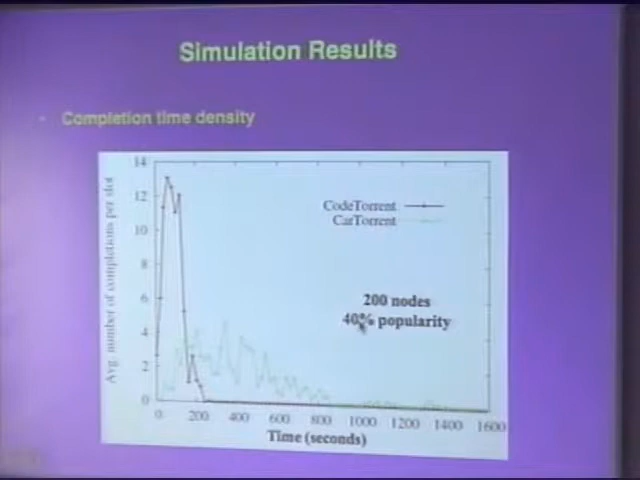 Simulation Results
Completion time density
14
12
10
8
6
4
2
0
Avg. number of completions per slot
CodeTorrent
CarTorrent
200 nodes
40% popularity
0 200 400 600 800 1000 1200 1400 1600
Time (seconds)